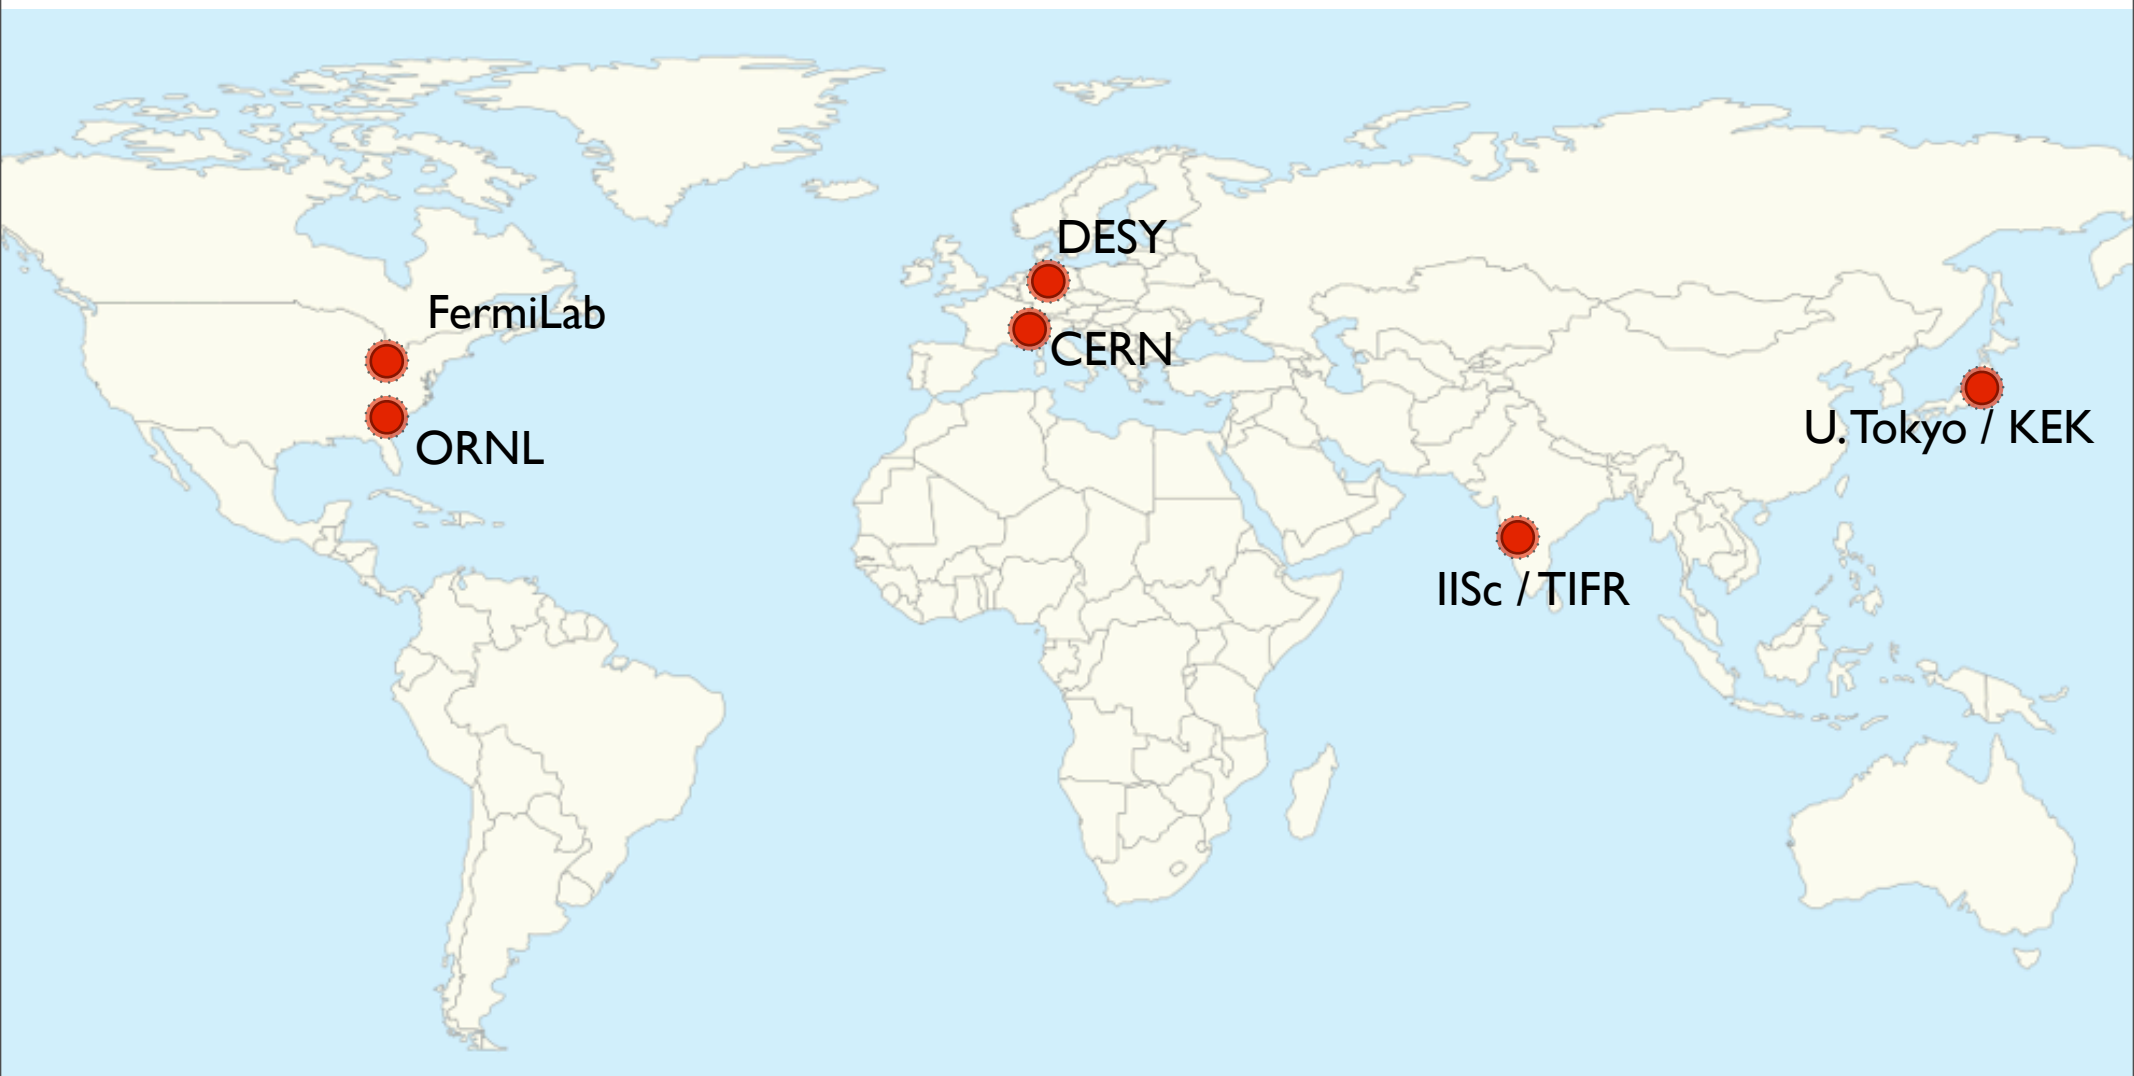 DESY
FermiLab
CERN
U. Tokyo / KEK
ORNL
IISc / TIFR